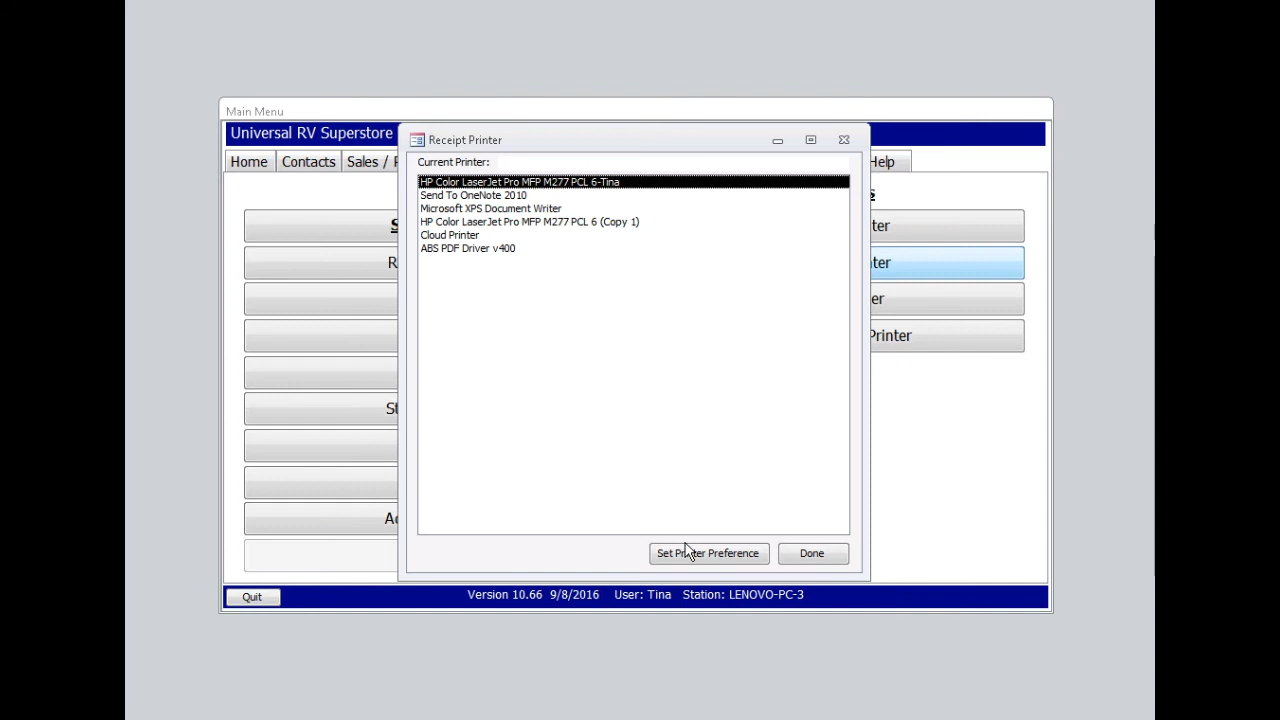 Main Menu
Universal RV Superstore
Receipt Printer
Home
Contacts
Sales /
Help
Current Printer:
HP Color LaserJet Pro MFP M277 PCL 6-Tina
Send To OneNote 2010
Microsoft XPS Document Writer
HP Color LaserJet Pro MFP M277 PCL 6 (Copy 1)
Cloud Printer
ABS PDF Driver v400
Printer
Set Printer Preference
Done
Quit
Version 10.66 9/8/2016 User: Tina Station: LENOVO-PC-3